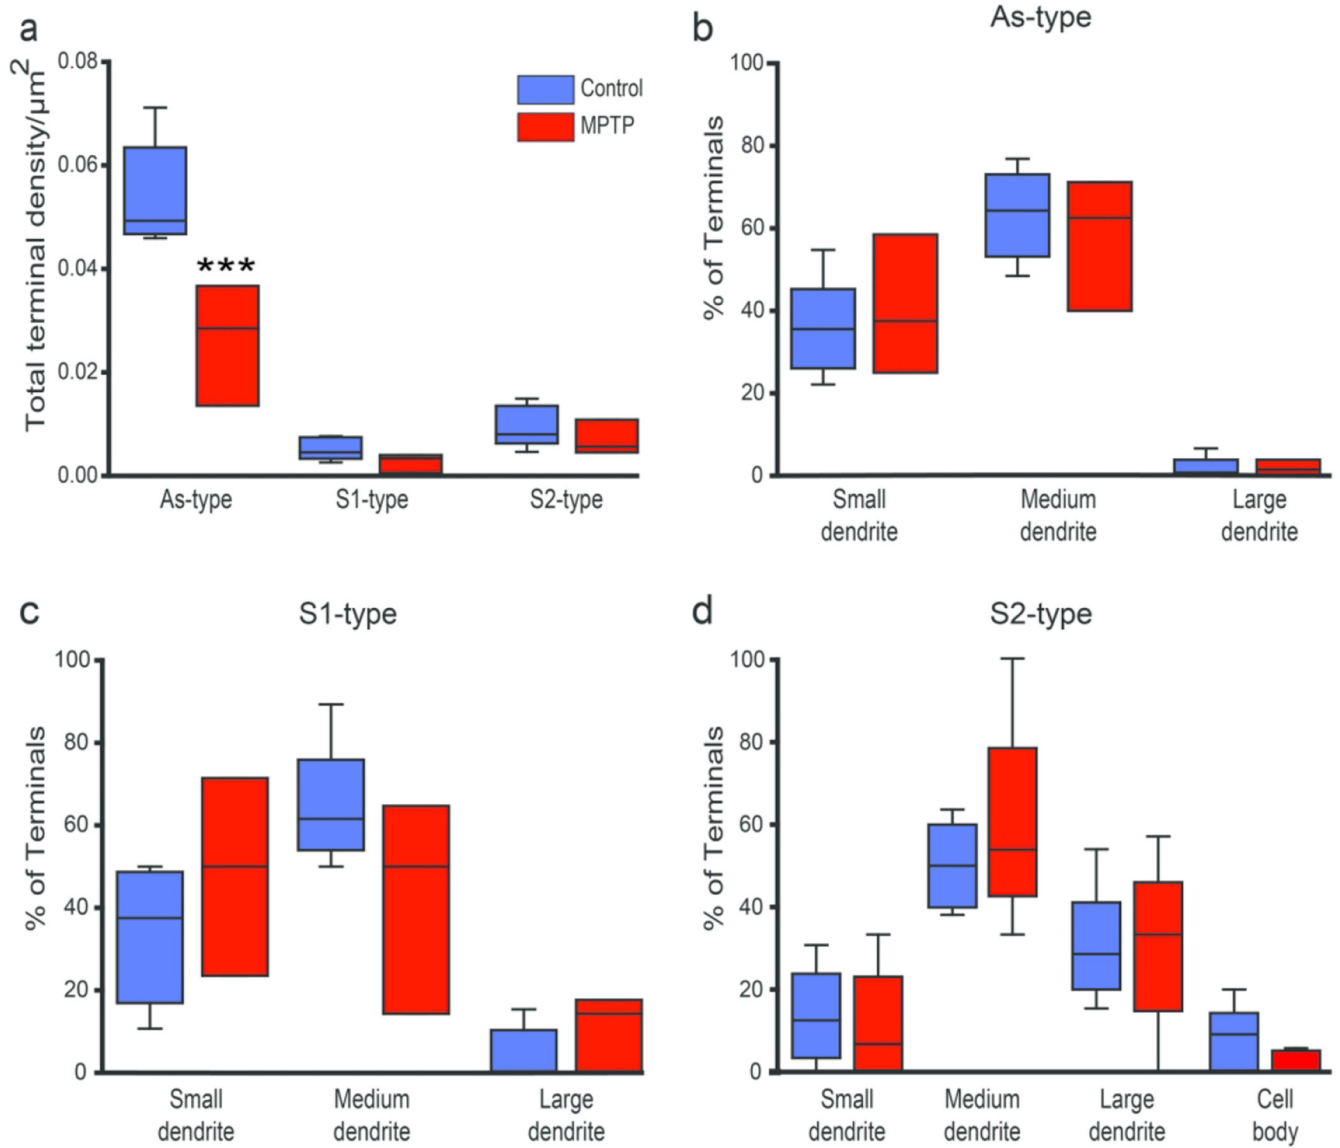 a
Total terminal density/µm2
0.08
0.06
0.04
0.02
0.00
***
Control
MPTP
As-type
S1-type
S2-type
b
As-type
% of Terminals
100
80
60
40
20
0
Small
dendrite
Medium
dendrite
Large
dendrite
c
S1-type
% of Terminals
100
80
60
40
20
0
Small
dendrite
Medium
dendrite
Large
dendrite
d
S2-type
% of Terminals
100
80
60
40
20
0
Small
dendrite
Medium
dendrite
Large
dendrite
Cell
body